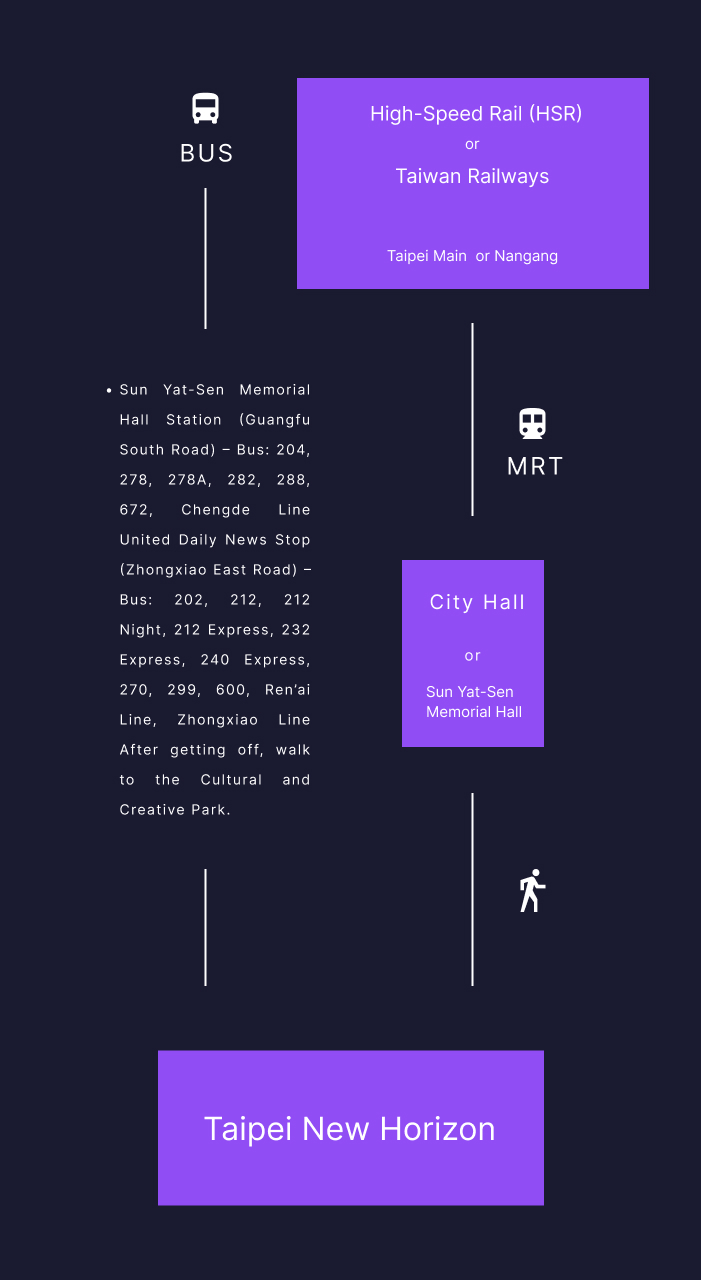 BUS
High-Speed Rail (HSR)
or
Taiwan Railways
Taipei Main or Nangang
• Sun Yat-Sen Memorial
Hall Station (Guangfu
South Road) – Bus: 204,
278, 278A, 282, 288,
672, Chengde Line
United Daily News Stop
(Zhongxiao East Road) –
Bus: 202, 212, 212
Night, 212 Express, 232
Express, 240 Express,
270, 299, 600, Ren’ai
Line, Zhongxiao Line
After getting off, walk
to the Cultural and
Creative Park.
MRT
City Hall
or
Sun Yat-Sen
Memorial Hall
Taipei New Horizon